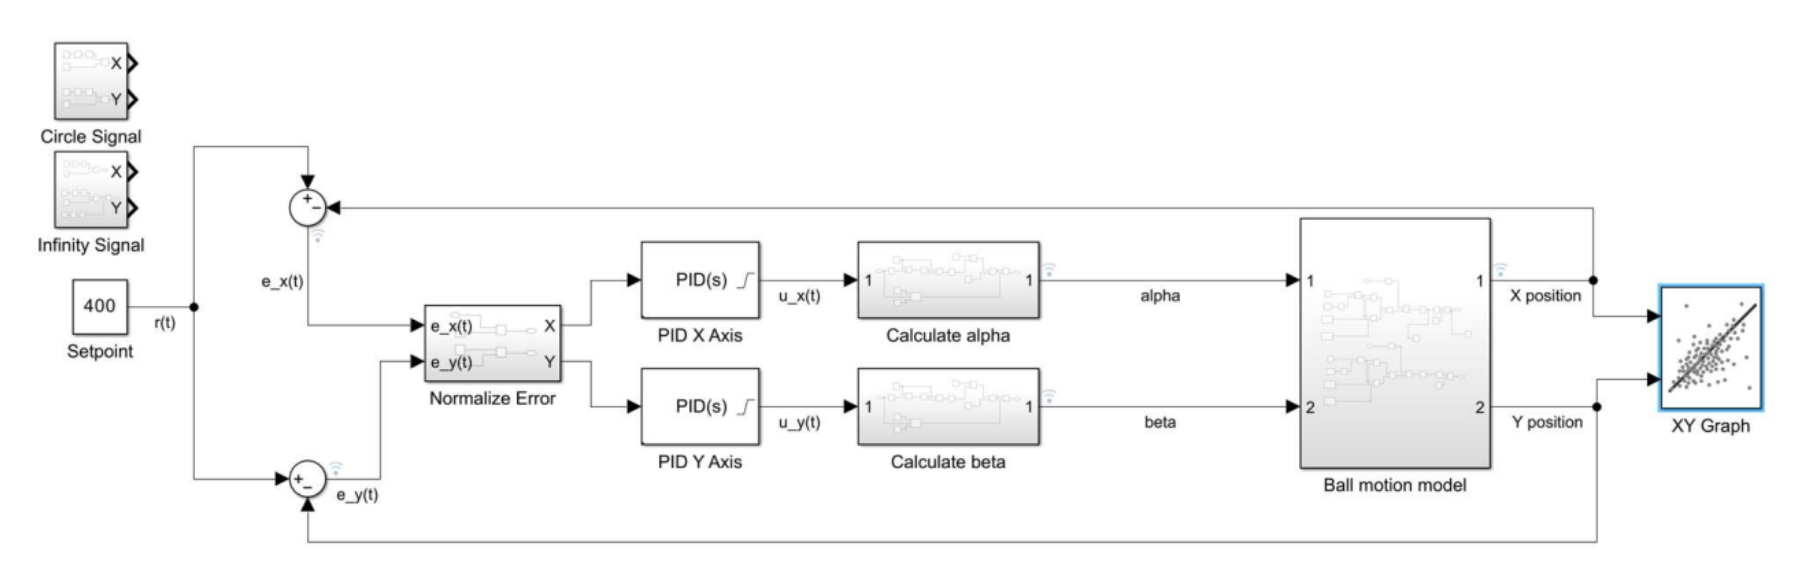 X
Y
Circle Signal
X
Y
Infinity Signal
400
Setpoint
r(t)
+
−
e_x(t)
+
−
e_y(t)
e_x(t)
X
e_y(t)
Y
Normalize Error
PID(s)
PID X Axis
u_x(t)
PID(s)
PID Y Axis
u_y(t)
1
1
Calculate alpha
alpha
1
1
Calculate beta
beta
1
1
2
2
Ball motion model
X position
Y position
XY Graph